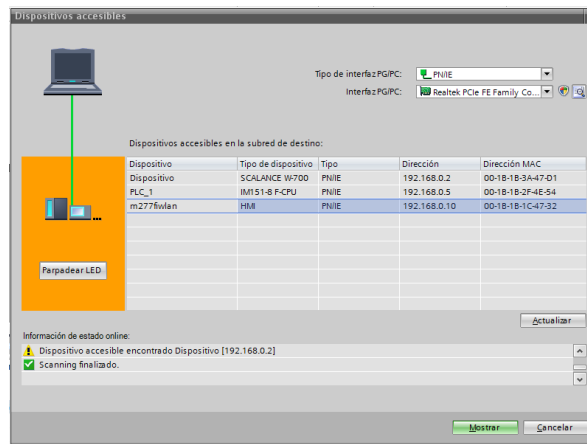 Dispositivos accesibles
Tipo de interfaz PG/PC: PN/IE
Interfaz PG/PC: Realtek PCIe FE Family Co...
Dispositivos accesibles en la subred de destino:
Dispositivo Tipo de dispositivo Tipo Dirección Dirección MAC
Dispositivo SCALANCE W-700 PN/IE 192.168.0.2 00-1B-1B-3A-47-D1
PLC_1 IM151-8 F-CPU PN/IE 192.168.0.5 00-1B-1B-2F-4E-54
m277fiwlan HMI PN/IE 192.168.0.10 00-1B-1B-1C-47-32
Parpadear LED
Actualizar
Información de estado online:
Dispositivo accesible encontrado Dispositivo [192.168.0.2]
Scanning finalizado.
Mostrar Cancelar